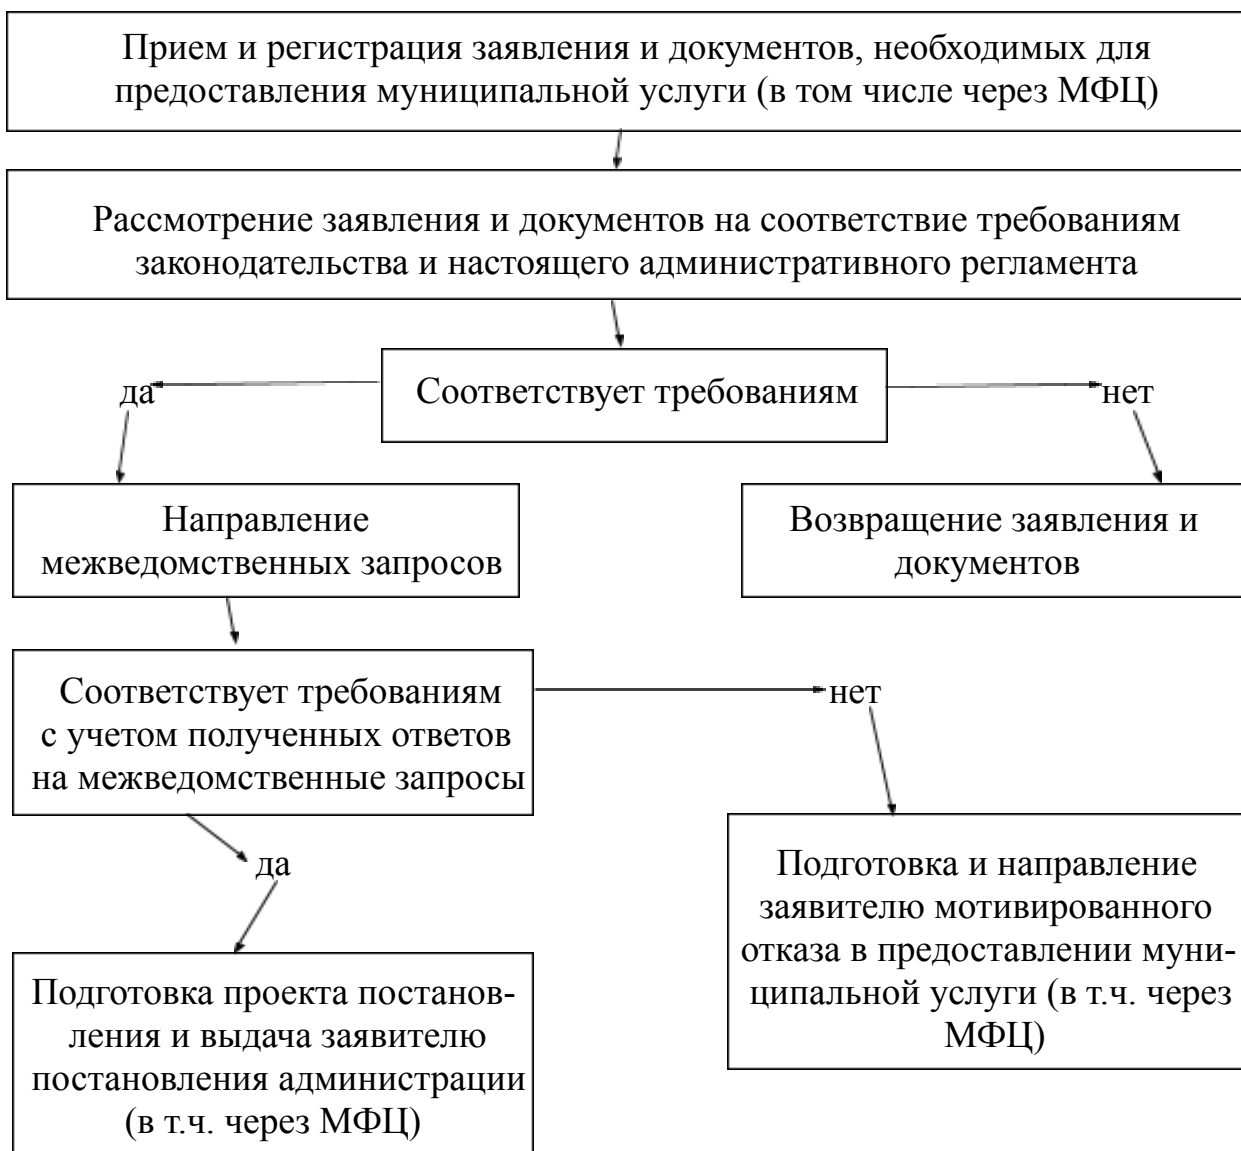 Прием и регистрация заявления и документов, необходимых для
предоставления муниципальной услуги (в том числе через МФЦ)
Рассмотрение заявления и документов на соответствие требованиям
законодательства и настоящего административного регламента
Соответствует требованиям
да
нет
Направление
межведомственных запросов
Возвращение заявления и
документов
Соответствует требованиям
с учетом полученных ответов
на межведомственные запросы
нет
да
Подготовка и направление
заявителю мотивированного
отказа в предоставлении муни-
ципальной услуги (в т.ч. через
МФЦ)
Подготовка проекта постанов-
ления и выдача заявителю
постановления администрации
(в т.ч. через МФЦ)